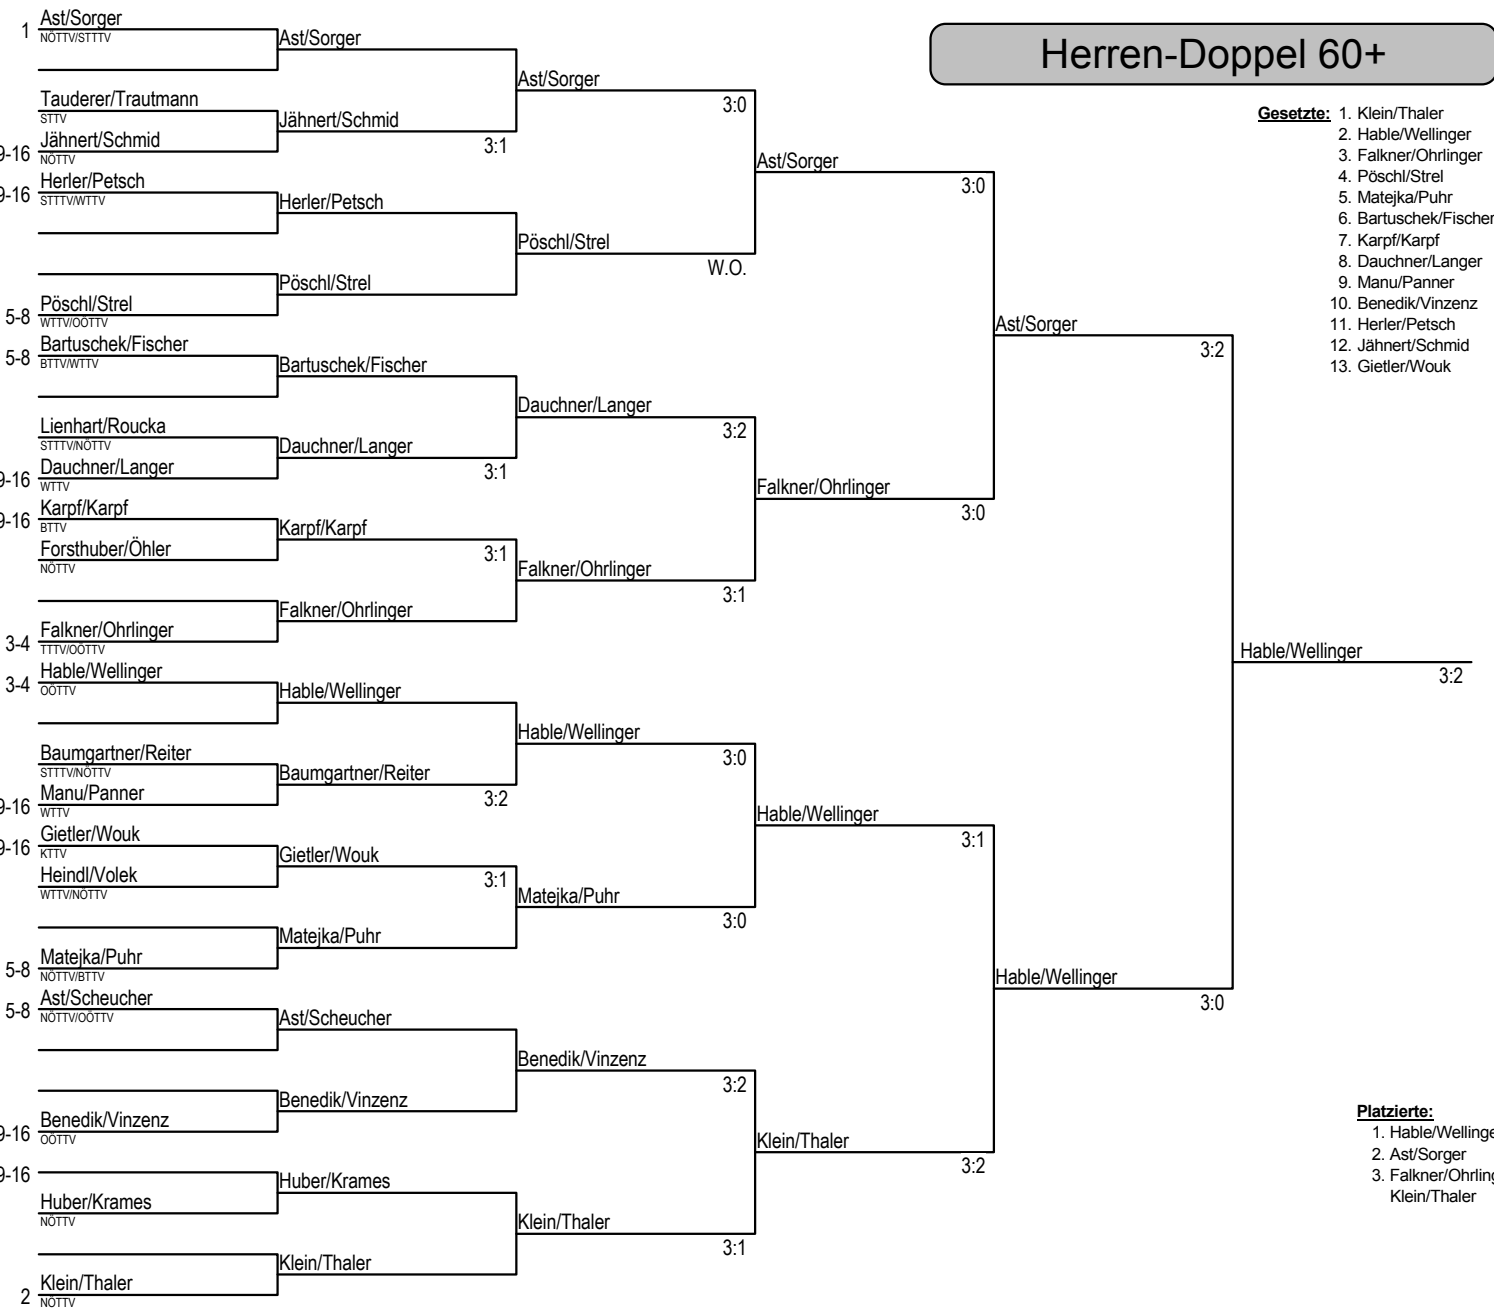 Herren-Doppel 60+
Gesetzte: 1. Klein/Thaler
2. Hable/Wellinger
3. Falkner/Ohrlinger
4. Pöschl/Strel
5. Matejka/Puhr
6. Bartuschek/Fischer
7. Karpf/Karpf
8. Dauchner/Langer
9. Manu/Panner
10. Benedik/Vinzenz
11. Herler/Petsch
12. Jähnert/Schmid
13. Gietler/Wouk
1 Ast/Sorger
NÖTTV/STTTV
Tauderer/Trautmann
STTV
9-16 Jähnert/Schmid
NÖTTV
9-16 Herler/Petsch
STTTV/WTTV
5-8 Pöschl/Strel
WTTV/OÖTTV
5-8 Bartuschek/Fischer
BTTV/WTTV
Lienhart/Roucka
STTTV/NÖTTV
9-16 Dauchner/Langer
WTTV
9-16 Karpf/Karpf
BTTV
Forsthuber/Öhler
NÖTTV
3-4 Falkner/Ohrlinger
TTTV/OÖTTV
3-4 Hable/Wellinger
OÖTTV
Baumgartner/Reiter
STTTV/NÖTTV
9-16 Manu/Panner
WTTV
9-16 Gietler/Wouk
KTTV
Heindl/Volek
WTTV/NÖTTV
5-8 Matejka/Puhr
NÖTTV/BTTV
5-8 Ast/Scheucher
NÖTTV/OÖTTV
9-16 Benedik/Vinzenz
OÖTTV
9-16
Huber/Krames
NÖTTV
2 Klein/Thaler
NÖTTV
Ast/Sorger
Jähnert/Schmid
3:1
Herler/Petsch
Pöschl/Strel
Bartuschek/Fischer
Dauchner/Langer
3:1
Karpf/Karpf
3:1
Falkner/Ohrlinger
Hable/Wellinger
Baumgartner/Reiter
3:2
Gietler/Wouk
3:1
Matejka/Puhr
Ast/Scheucher
Benedik/Vinzenz
Huber/Krames
Klein/Thaler
Ast/Sorger
3:0
Pöschl/Strel
W.O.
Dauchner/Langer
3:2
Falkner/Ohrlinger
3:1
Hable/Wellinger
3:0
Matejka/Puhr
3:0
Benedik/Vinzenz
3:2
Klein/Thaler
3:1
Ast/Sorger
3:0
Falkner/Ohrlinger
3:0
Hable/Wellinger
3:1
Klein/Thaler
3:2
Ast/Sorger
3:2
Hable/Wellinger
3:0
Hable/Wellinger
3:2
Platzierte:
1. Hable/Wellinge
2. Ast/Sorger
3. Falkner/Ohrling
Klein/Thaler